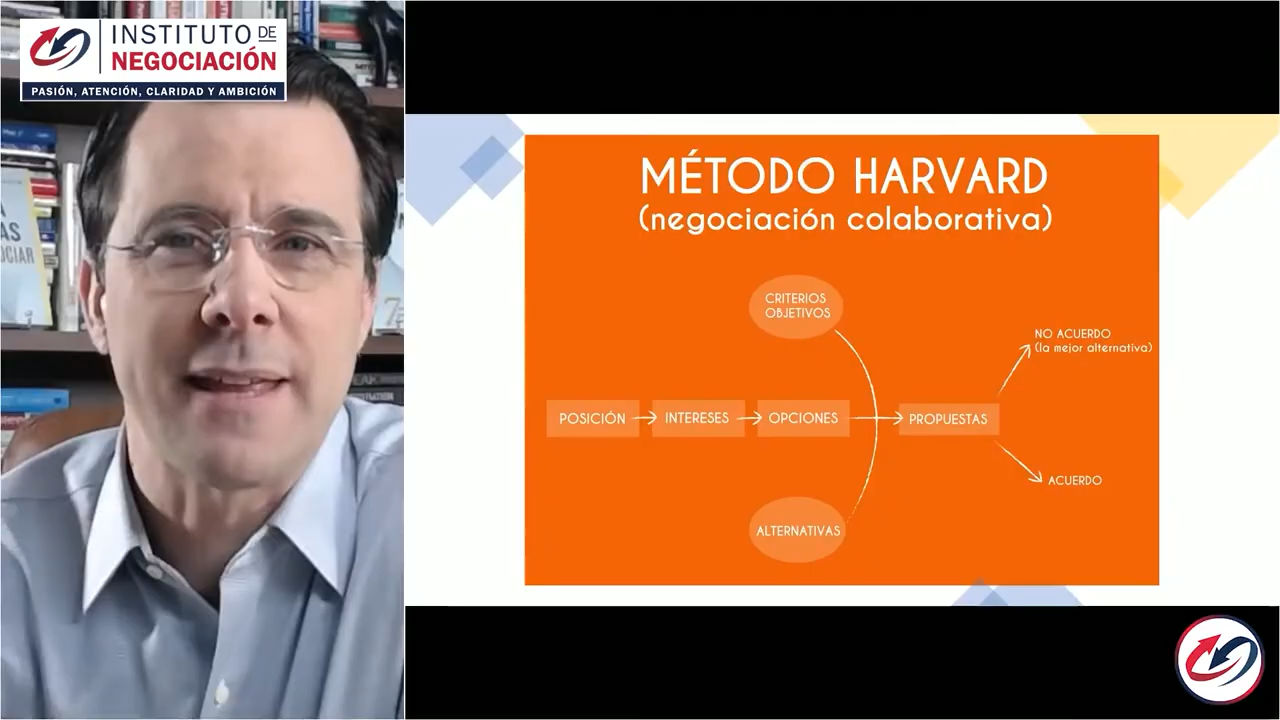 INSTITUTO DE
NEGOCIACIÓN
PASIÓN, ATENCIÓN, CLARIDAD Y AMBICIÓN
MÉTODO HARVARD
(negociación colaborativa)
CRITERIOS
OBJETIVOS
NO ACUERDO
(la mejor alternativa)
POSICIÓN
INTERESES
OPCIONES
PROPUESTAS
ACUERDO
ALTERNATIVAS